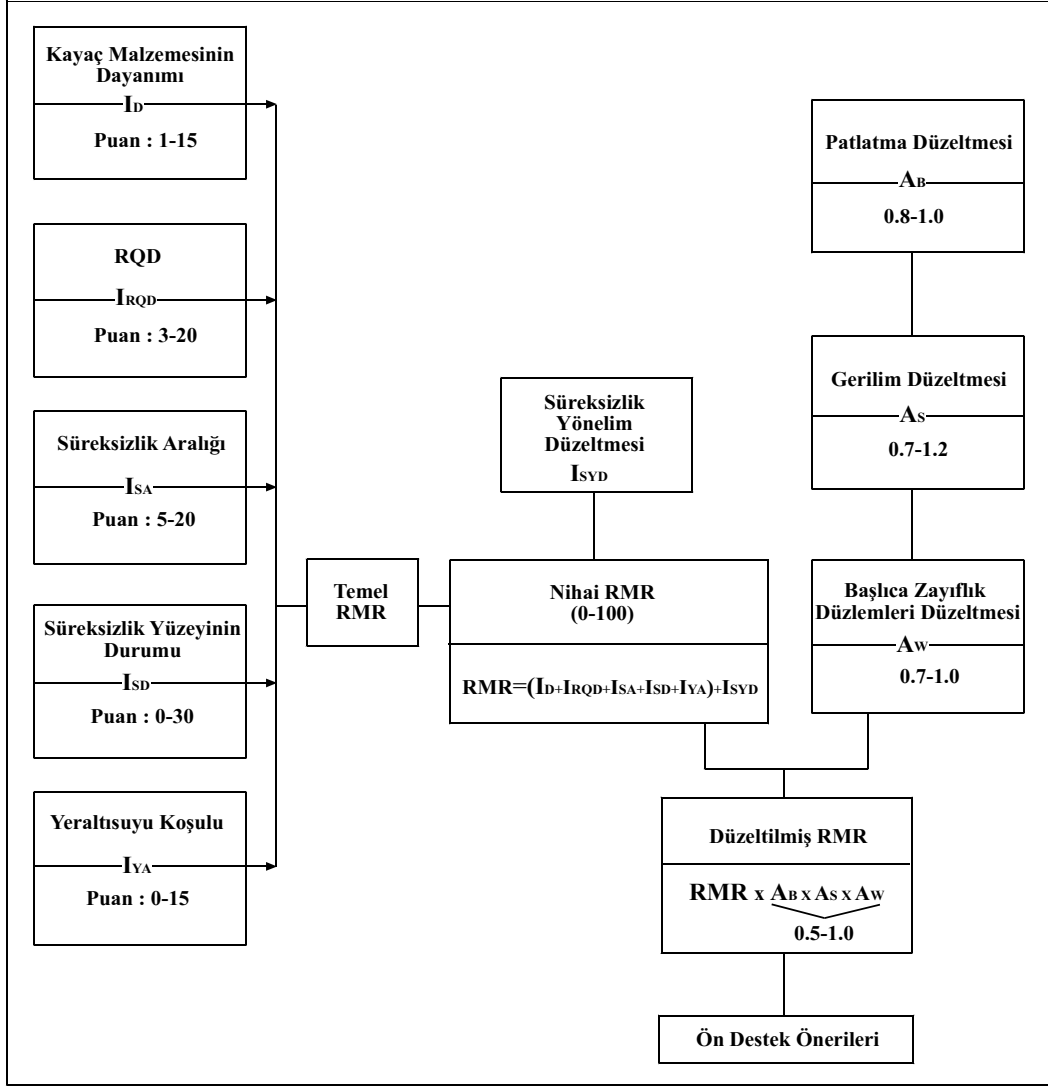 Kayaç Malzemesinin
Dayanımı
ID
Puan : 1-15
RQD
IRQD
Puan : 3-20
Süreksizlik Aralığı
ISA
Puan : 5-20
Süreksizlik Yüzeyinin
Durumu
ISD
Puan : 0-30
Yeraltısuyu Koşulu
IYA
Puan : 0-15
Temel
RMR
Süreksizlik
Yönelim
Düzeltmesi
ISYD
Nihai RMR
(0-100)
RMR=(ID+IRQD+ISA+ISD+IYA)+ISYD
Patlatma Düzeltmesi
AB
0.8-1.0
Gerilim Düzeltmesi
AS
0.7-1.2
Başlıca Zayıflık
Düzlemleri Düzeltmesi
AW
0.7-1.0
Düzeltilmiş RMR
RMR x AB x AS x AW
0.5-1.0
Ön Destek Önerileri